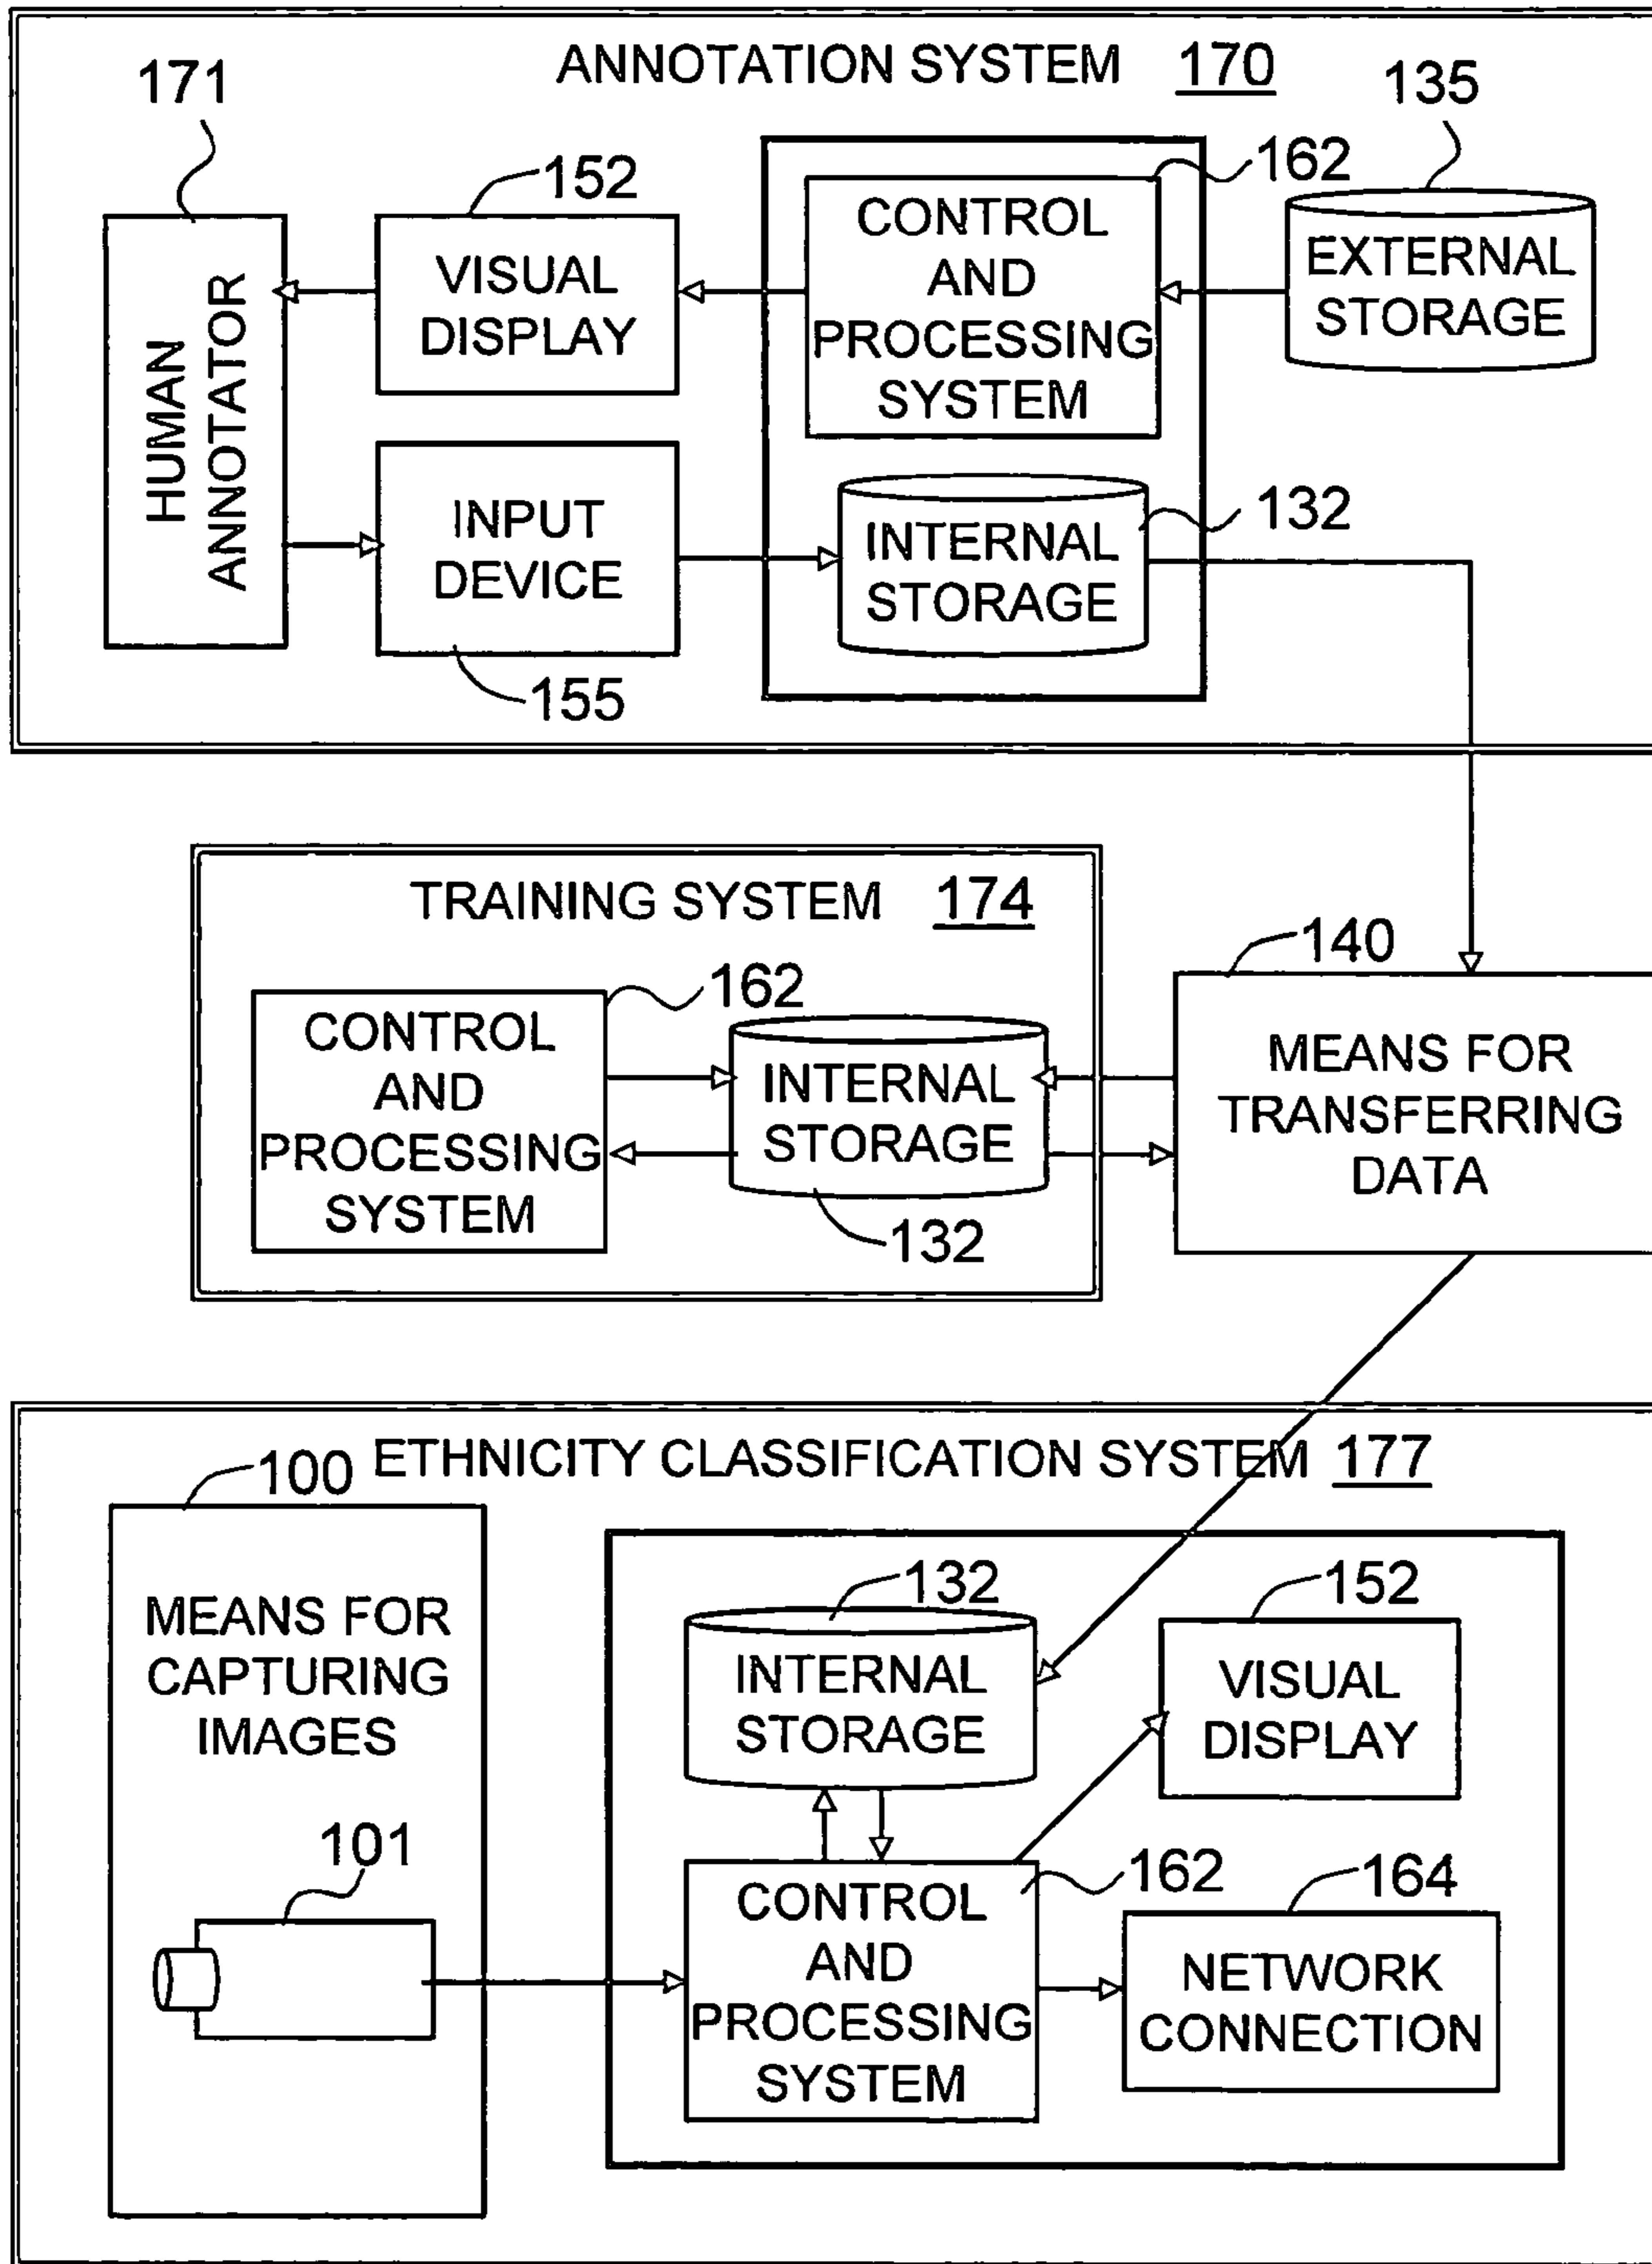 ANNOTATION SYSTEM 170
171
135
152
162
HUMAN
ANNOTATOR
VISUAL
DISPLAY
CONTROL
AND
PROCESSING
SYSTEM
EXTERNAL
STORAGE
INPUT
DEVICE
155
INTERNAL
STORAGE
132
TRAINING SYSTEM 174
162
CONTROL
AND
PROCESSING
SYSTEM
INTERNAL
STORAGE
132
140
MEANS FOR
TRANSFERRING
DATA
ETHNICITY CLASSIFICATION SYSTEM 177
100
MEANS FOR
CAPTURING
IMAGES
101
132
INTERNAL
STORAGE
152
VISUAL
DISPLAY
162
CONTROL
AND
PROCESSING
SYSTEM
164
NETWORK
CONNECTION